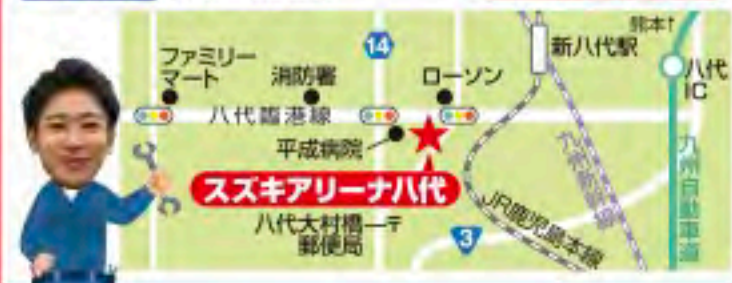 熊本↑
14
新八代駅
ファミリー
マート
消防署
ローソン
八代
IC
八代臨港線
平成病院
スズキアリーナ八代
九州新幹線
九州自動車道
八代大村橋
郵便局
〒
3
JR鹿児島本線